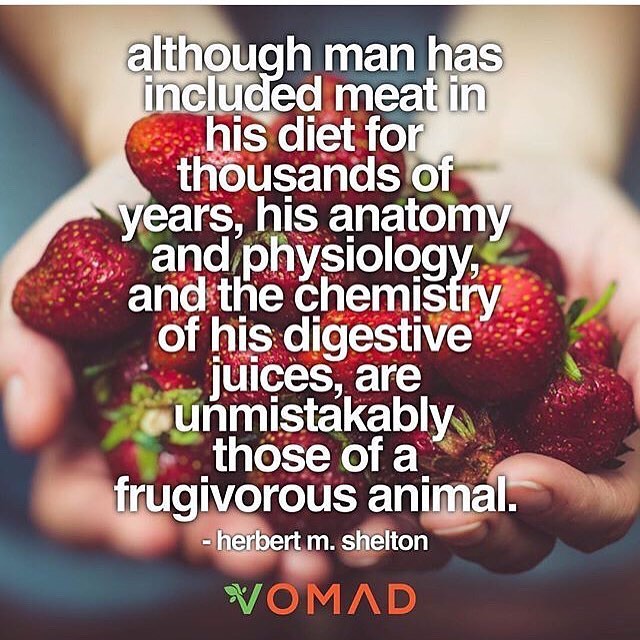 although man has
included meat in
his diet for
thousands of
years, his anatomy
and physiology,
and the chemistry
of his digestive
juices, are
unmistakably
those of a
frugivorous animal.
- herbert m. shelton
VOMAD